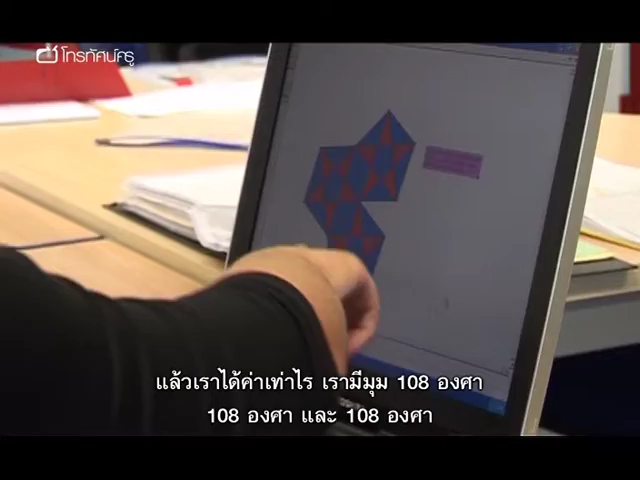 โทรทัศน์ครู
แล้วเราได้ค่าเท่าไร เรามีมุม 108 องศา
108 องศา และ 108 องศา